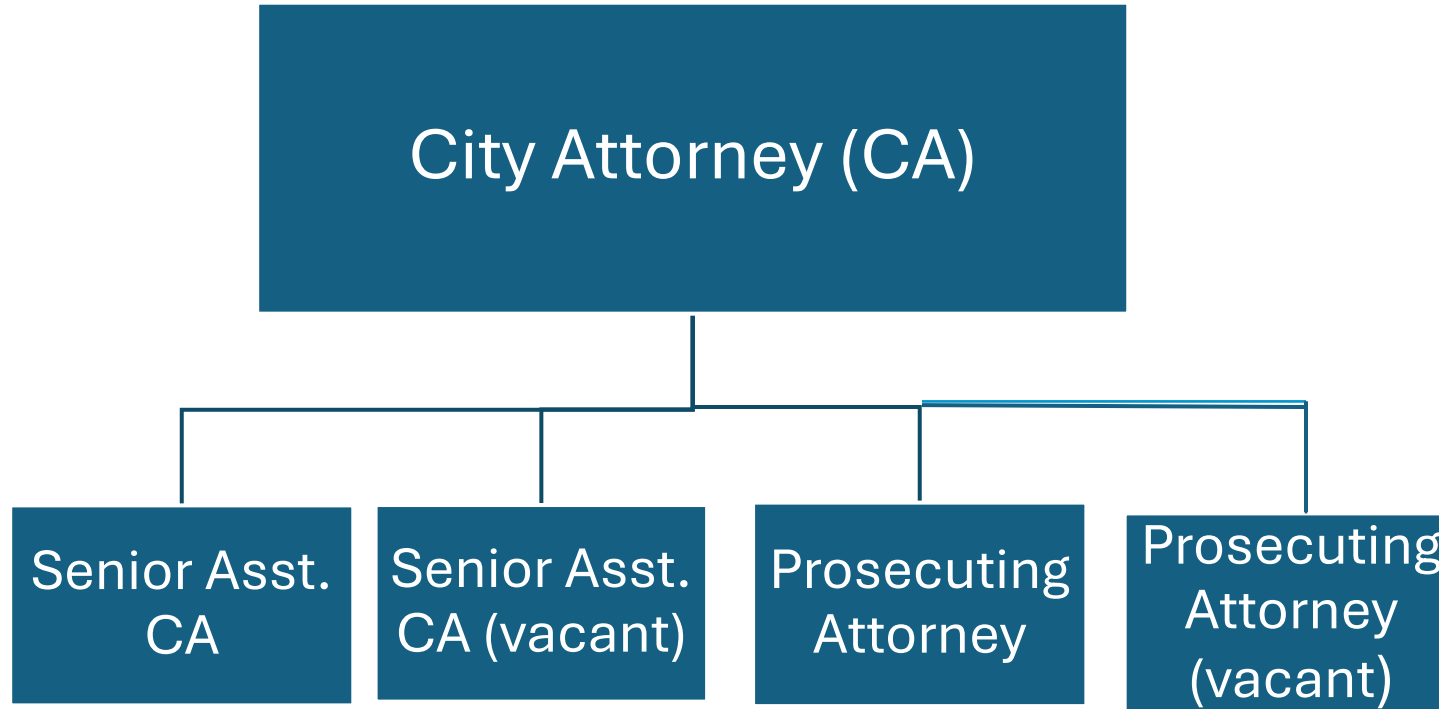 City Attorney (CA)
Senior Asst.
CA
Senior Asst.
CA (vacant)
Prosecuting
Attorney
Prosecuting
Attorney
(vacant)